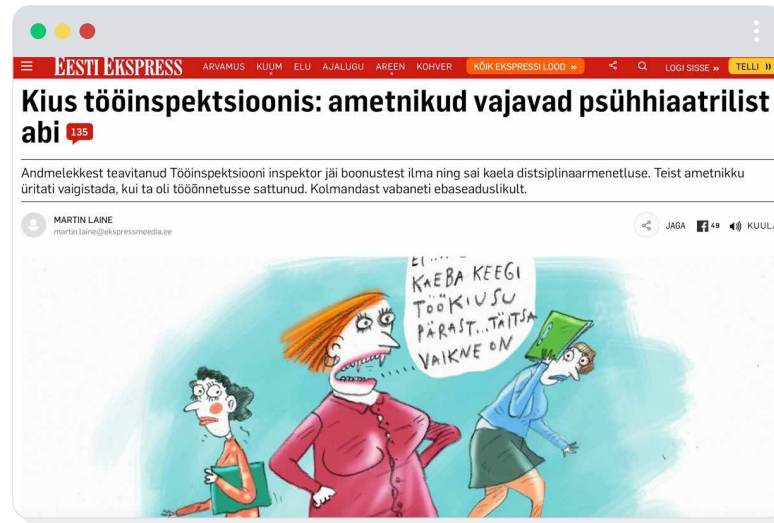 EESTI EKSPRESS ARVAMUS KUUM ELU AJALUGU AREEN KOHVER KÕIK EKSPRESSI LOOD » LOGI SISSE » TELLI »
Kius tööinspektsioonis: ametnikud vajavad psühhiaatrilist
abi 135
Andmelekkest teavitanud Tööinspektsiooni inspektor jäi boonustest ilma ning sai kaela distsiplinaarmenetluse. Teist ametnikku
üritati vaigistada, kui ta oli tööõnnetusse sattunud. Kolmandast vabaneti ebaseaduslikult.
MARTIN LAINE
martin.laine@ekspressmeedia.ee
JAGA 49 KUULA
KAEBA KEEGI
TÖÖKIUSU
PÄRAST...TÄITSA
VAIKNE ON